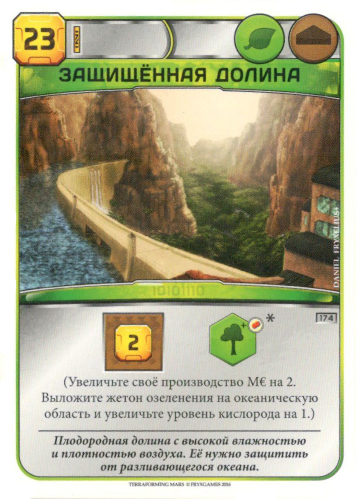 23
ЗАЩИЩЁННАЯ ДОЛИНА
DANIEL FRYXELIUS
174
2
+
*
(Увеличьте своё производство М€ на 2.
Выложите жетон озеленения на океаническую
область и увеличьте уровень кислорода на 1.)
Плодородная долина с высокой влажностью
и плотностью воздуха. Её нужно защитить
от разливающегося океана.
TERRAFORMING MARS © FRYXGAMES 2016